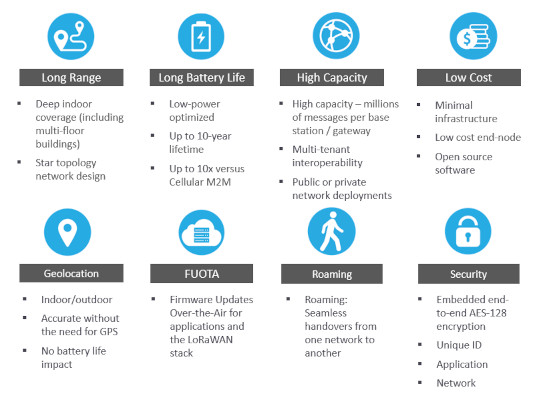 Long Range
▪ Deep indoor
coverage (including
multi-floor
buildings)
▪ Star topology
network design
Long Battery Life
▪ Low-power
optimized
▪ Up to 10-year
lifetime
▪ Up to 10x versus
Cellular M2M
High Capacity
▪ High capacity – millions
of messages per base
station / gateway
▪ Multi-tenant
interoperability
▪ Public or private
network deployments
$
Low Cost
▪ Minimal
infrastructure
▪ Low cost end-node
▪ Open source
software
Geolocation
▪ Indoor/outdoor
▪ Accurate without
the need for GPS
▪ No battery life
impact
FUOTA
▪ Firmware Updates
Over-the-Air for
applications and
the LoRaWAN
stack
Roaming
▪ Roaming:
Seamless
handovers from
one network to
another
Security
▪ Embedded end-
to-end AES-128
encryption
▪ Unique ID
▪ Application
▪ Network